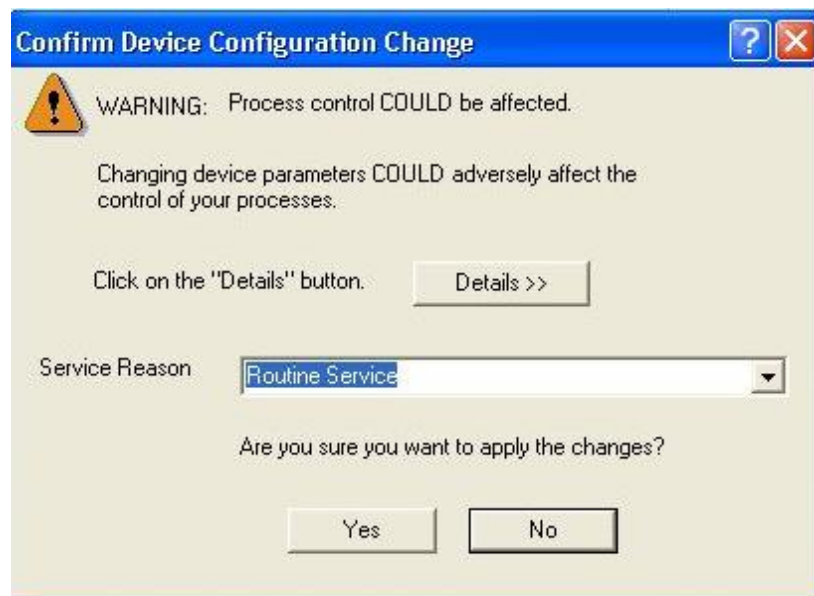 Confirm Device Configuration Change
WARNING: Process control COULD be affected.
Changing device parameters COULD adversely affect the
control of your processes.
Click on the "Details" button. Details >>
Service Reason Routine Service
Are you sure you want to apply the changes?
Yes No